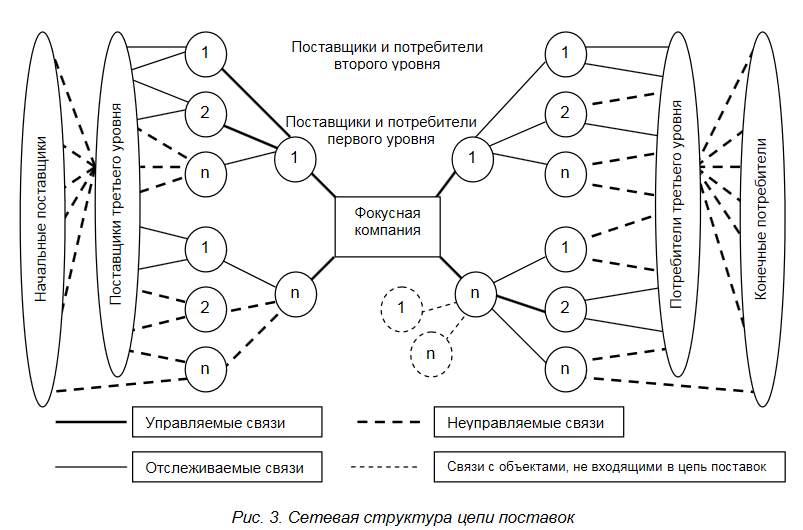 Поставщики и потребители
второго уровня
Поставщики и потребители
первого уровня
Начальные поставщики
Поставщики третьего уровня
1
2
n
1
1
2
n
n
Фокусная
компания
1
1
2
n
n
1
2
n
1
n
Потребители третьего уровня
Конечные потребители
Управляемые связи
Неуправляемые связи
Отслеживаемые связи
Связи с объектами, не входящими в цепь поставок
Рис. 3. Сетевая структура цепи поставок